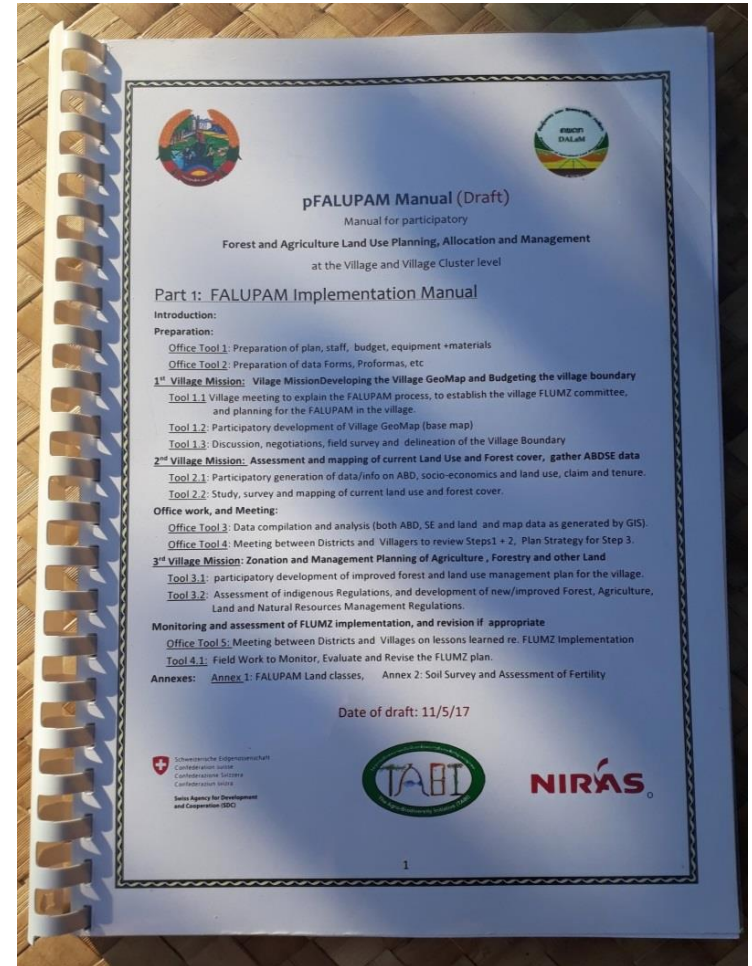 ກຄຄກ
DALaM
pFALUPAM Manual (Draft)
Manual for participatory
Forest and Agriculture Land Use Planning, Allocation and Management
at the Village and Village Cluster level
Part 1: FALUPAM Implementation Manual
Introduction:
Preparation:
Office Tool 1: Preparation of plan, staff, budget, equipment +materials
Office Tool 2: Preparation of data Forms, Proformas, etc
1st Village Mission: Vilage MissionDeveloping the Village GeoMap and Budgeting the village boundary
Tool 1.1 Village meeting to explain the FALUPAM process, to establish the village FLUMZ committee,
and planning for the FALUPAM in the village.
Tool 1.2: Participatory development of Village GeoMap (base map)
Tool 1.3: Discussion, negotiations, field survey and delineation of the Village Boundary
2nd Village Mission: Assessment and mapping of current Land Use and Forest cover, gather ABDSE data
Tool 2.1: Participatory generation of data/info on ABD, socio-economics and land use, claim and tenure.
Tool 2.2: Study, survey and mapping of current land use and forest cover.
Office work, and Meeting:
Office Tool 3: Data compilation and analysis (both ABD, SE and land and map data as generated by GIS).
Office Tool 4: Meeting between Districts and Villagers to review Steps1 + 2, Plan Strategy for Step 3.
3rd Village Mission: Zonation and Management Planning of Agriculture , Forestry and other Land
Tool 3.1: participatory development of improved forest and land use management plan for the village.
Tool 3.2: Assessment of indigenous Regulations, and development of new/improved Forest, Agriculture,
Land and Natural Resources Management Regulations.
Monitoring and assessment of FLUMZ implementation, and revision if appropriate
Office Tool 5: Meeting between Districts and Villages on lessons learned re. FLUMZ Implementation
Tool 4.1: Field Work to Monitor, Evaluate and Revise the FLUMZ plan.
Annexes: Annex 1: FALUPAM Land classes, Annex 2: Soil Survey and Assessment of Fertility
Date of draft: 11/5/17
Schweizerische Eidgenossenschaft
Confédération suisse
Confederazione Svizzera
Confederaziun svizra
Swiss Agency for Development
and Cooperation (SDC)
TABI
The Agro-Biodiversity Initiative (TABI)
NIRAS
1